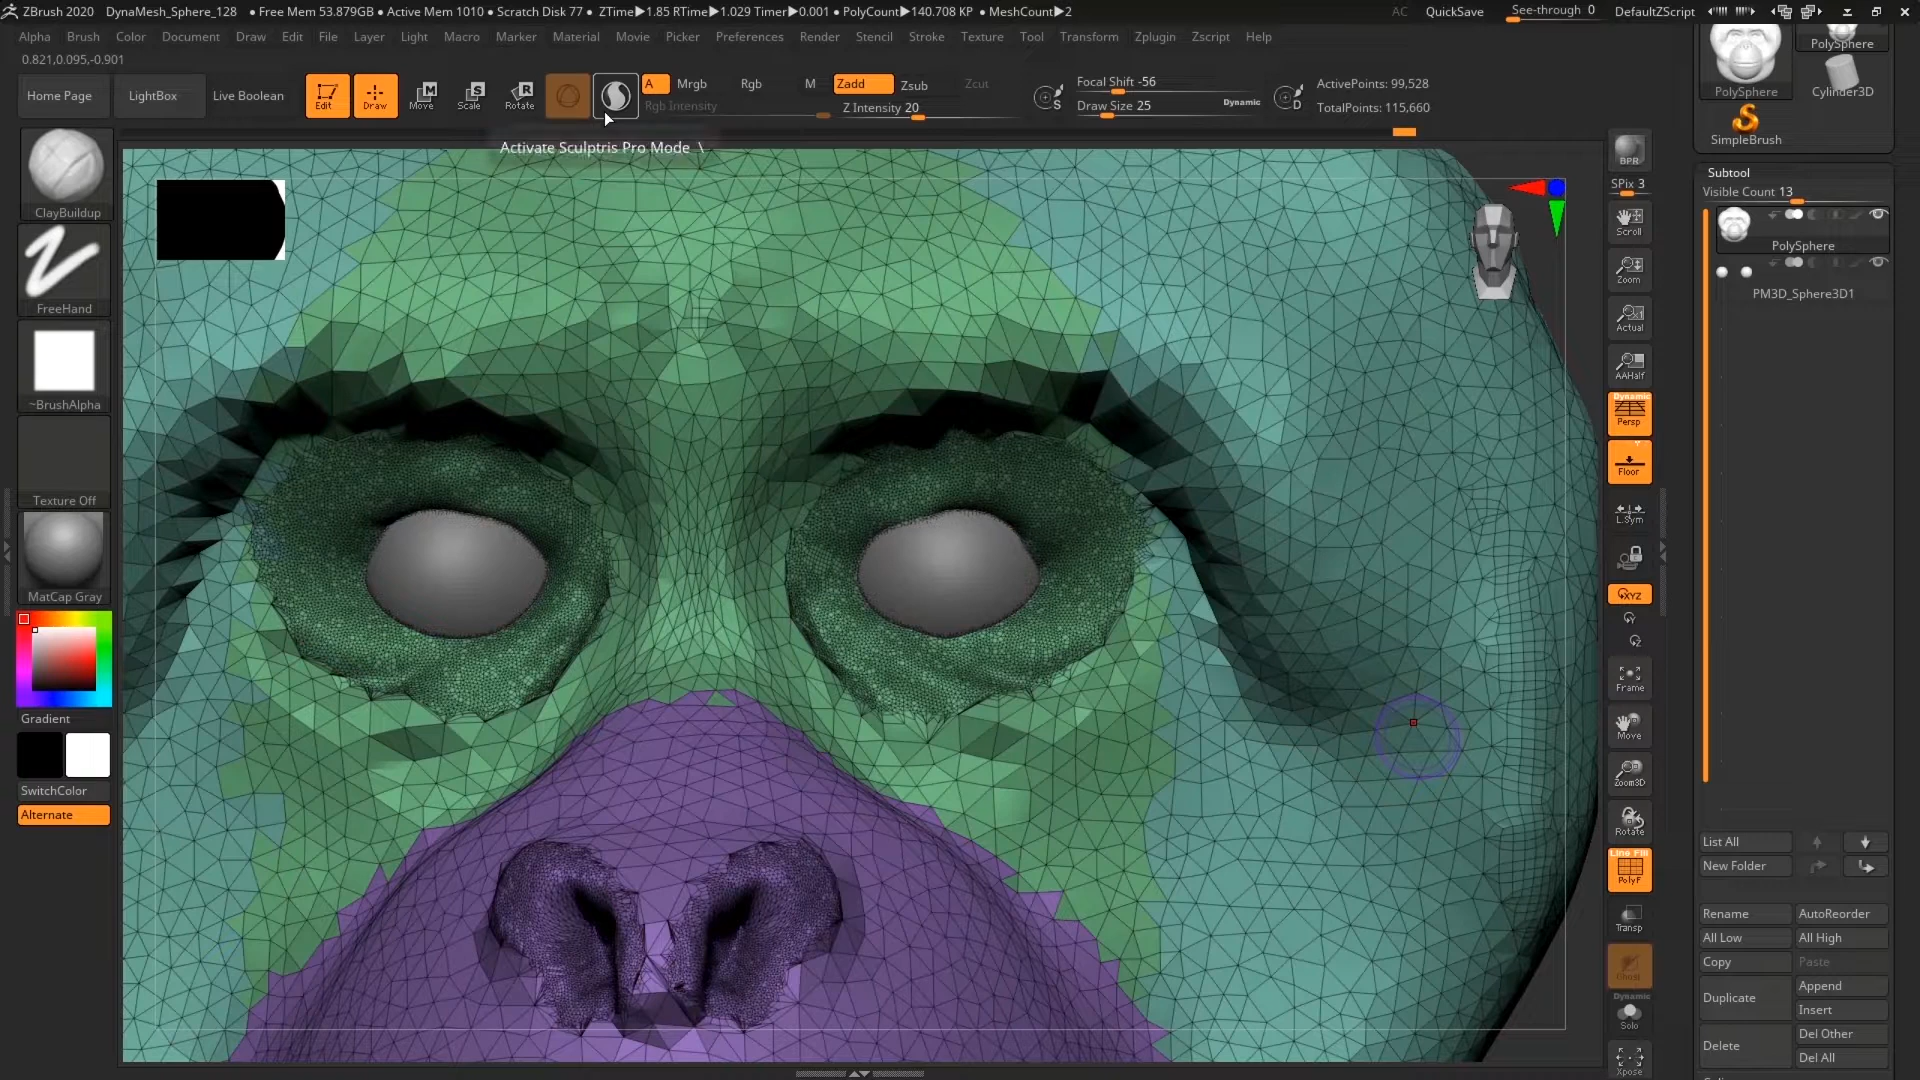 ZBrush 2020 DynaMesh_Sphere_128 • Free Mem 53.879GB • Active Mem 1010 • Scratch Disk 77 • ZTime▶1.85 RTime▶1.029 Timer▶0.001 • PolyCount▶140.708 KP • MeshCount▶2 AC QuickSave See-through 0 DefaultZScript
Alpha Brush Color Document Draw Edit File Layer Light Macro Marker Material Movie Picker Preferences Render Stencil Stroke Texture Tool Transform Zplugin Zscript Help
0.821,0.095,-0.901
Home Page LightBox Live Boolean Edit Draw Move Scale Rotate
M S R
A Mrgb Rgb M Zadd Zsub Zcut
Rgb Intensity Z Intensity 20
S Focal Shift -56
Draw Size 25 Dynamic D
ActivePoints: 99,528
TotalPoints: 115,660
Activate Sculptris Pro Mode \
ClayBuildup
FreeHand
~BrushAlpha
Texture Off
MatCap Gray
Gradient
SwitchColor
Alternate
BPR
SPix 3
Scroll
Zoom
Actual
AAHalf
Dynamic
Persp
Floor
L.Sym
XYZ
Frame
Move
Zoom3D
Rotate
Line Fill
PolyF
Transp
Ghost
Dynamic
Solo
Xpose
PolySphere
PolySphere Cylinder3D
SimpleBrush
Subtool
Visible Count 13
PolySphere
PM3D_Sphere3D1
List All
New Folder
Rename AutoReorder
All Low All High
Copy Paste
Duplicate Append
Insert
Delete Del Other
Del All